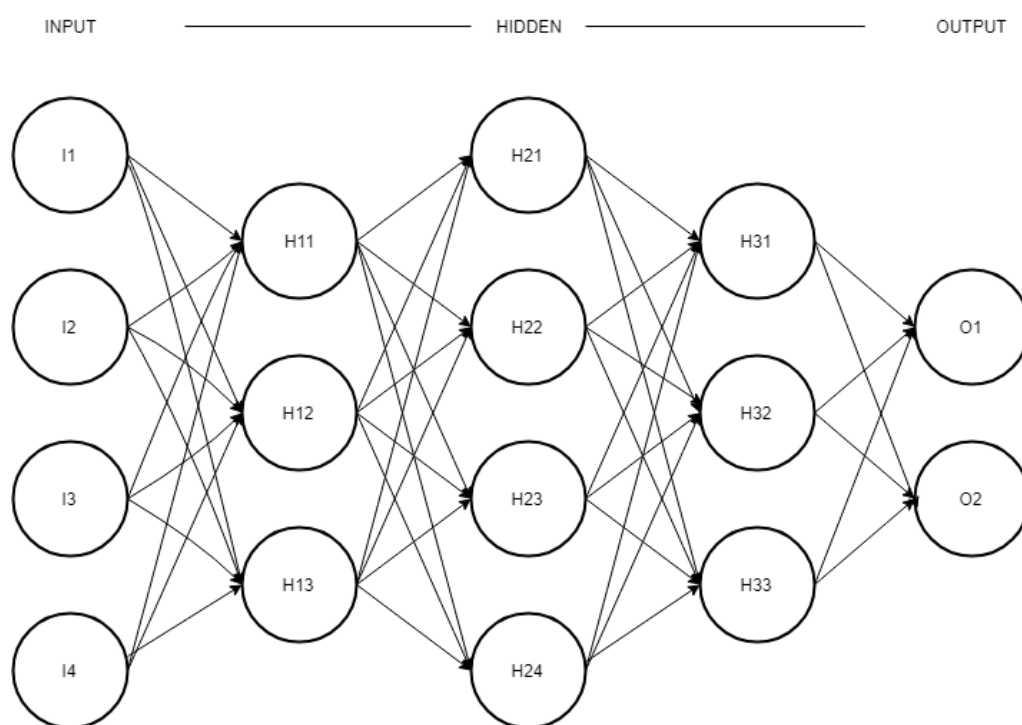 INPUT HIDDEN OUTPUT
I1
I2
I3
I4
H11
H12
H13
H21
H22
H23
H24
H31
H32
H33
O1
O2